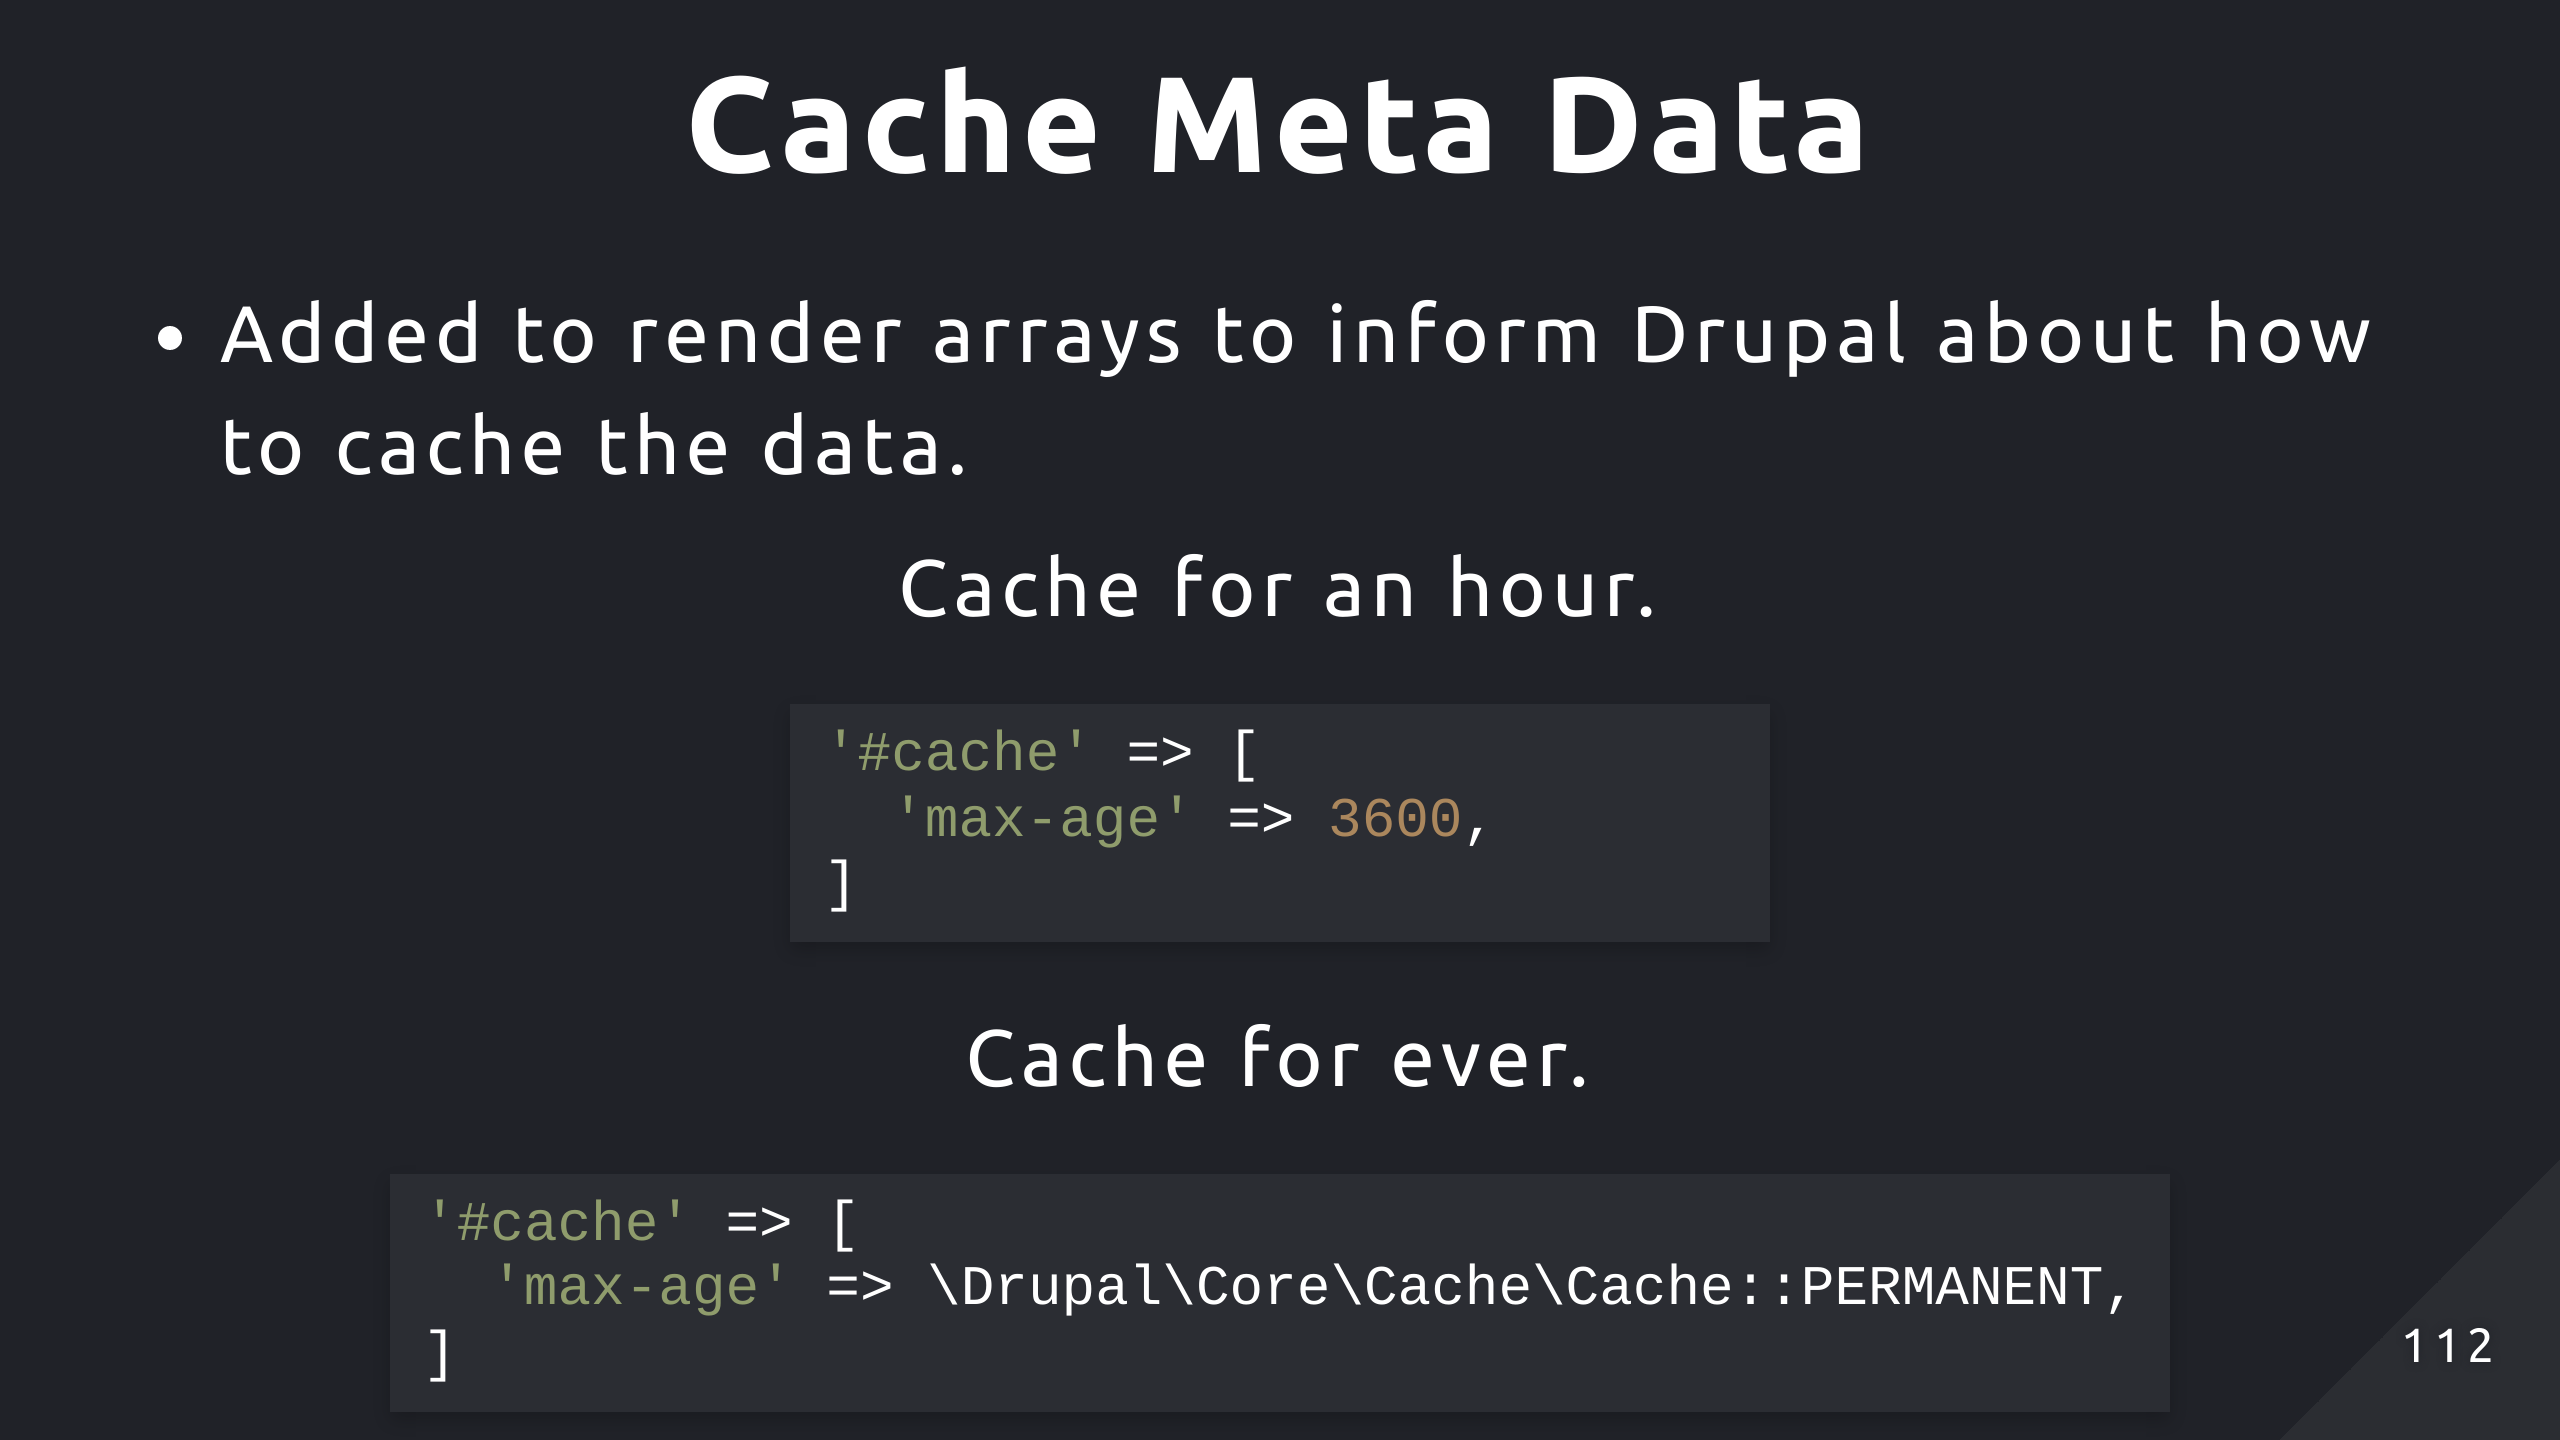 Cache Meta Data
• Added to render arrays to inform Drupal about how
to cache the data.
Cache for an hour.
'#cache' => [
  'max-age' => 3600,
]
Cache for ever.
'#cache' => [
  'max-age' => \Drupal\Core\Cache\Cache::PERMANENT,
]
112